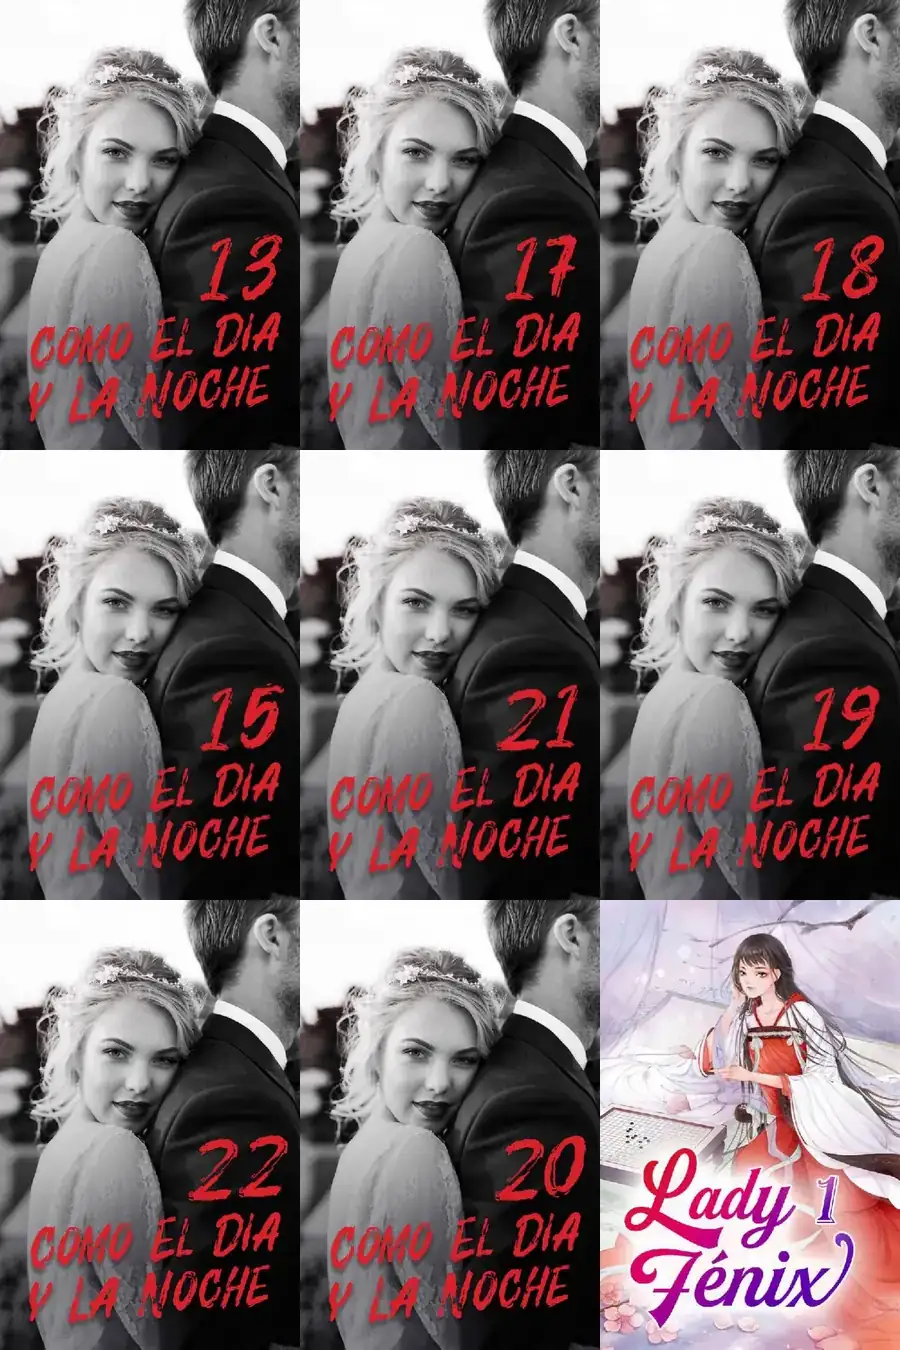 13
COMO EL DIA
Y LA NOCHE
17
COMO EL DIA
Y LA NOCHE
18
COMO EL DIA
Y LA NOCHE
15
COMO EL DIA
Y LA NOCHE
21
COMO EL DIA
Y LA NOCHE
19
COMO EL DIA
Y LA NOCHE
22
COMO EL DIA
Y LA NOCHE
20
COMO EL DIA
Y LA NOCHE
Lady 1
Fénix